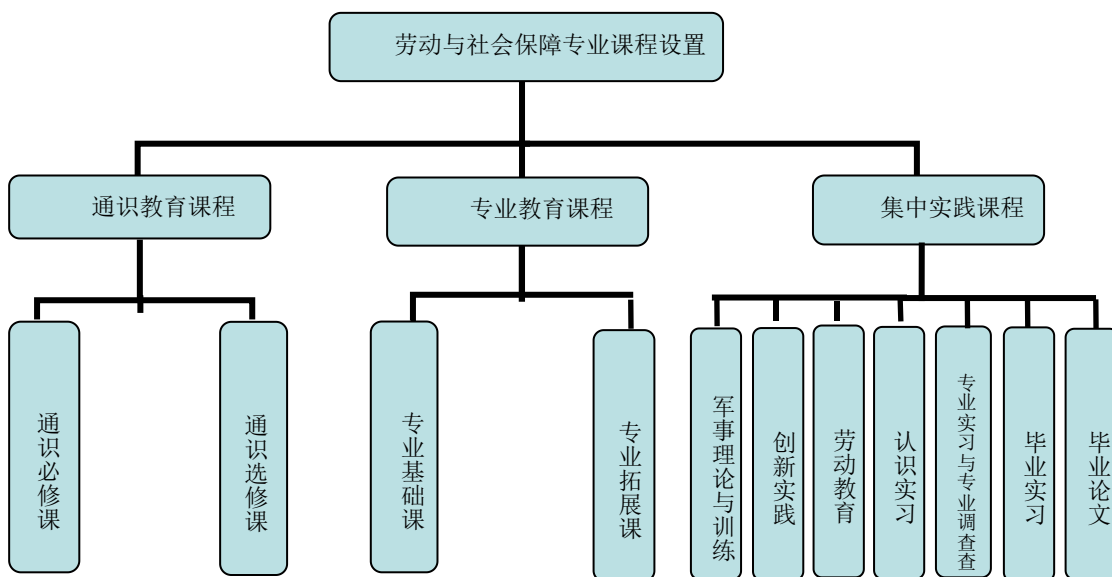 劳动与社会保障专业课程设置
通识教育课程
专业教育课程
集中实践课程
通识必修课
通识选修课
专业基础课
专业拓展课
军事理论与训练
创新实践
劳动教育
认识实习
专业实习与专业调查查
毕业实习
毕业论文